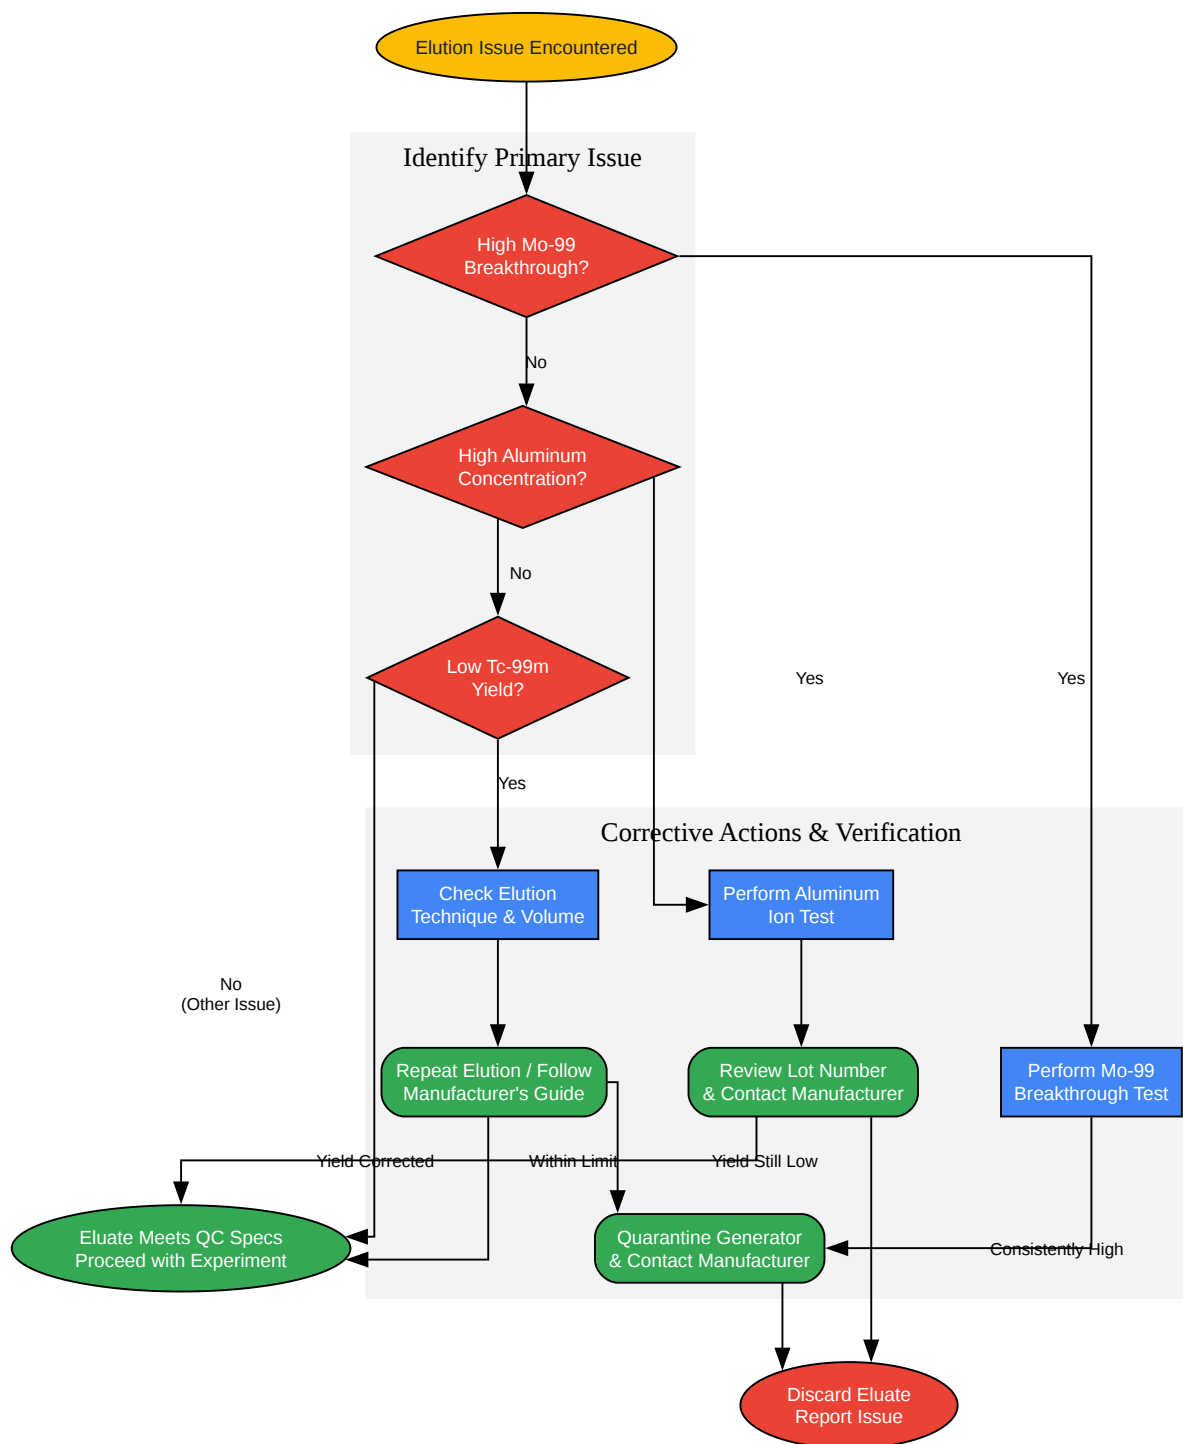 Elution Issue Encountered
Identify Primary Issue
High Mo-99
Breakthrough?
No
High Aluminum
Concentration?
No
Low Tc-99m
Yield?
Yes
Yes
Yes
Corrective Actions & Verification
Check Elution
Technique & Volume
Perform Aluminum
Ion Test
No
(Other Issue)
Repeat Elution / Follow
Manufacturer's Guide
Review Lot Number
& Contact Manufacturer
Perform Mo-99
Breakthrough Test
Yield Corrected
Within Limit
Yield Still Low
Eluate Meets QC Specs
Proceed with Experiment
Quarantine Generator
& Contact Manufacturer
Consistently High
Discard Eluate
Report Issue